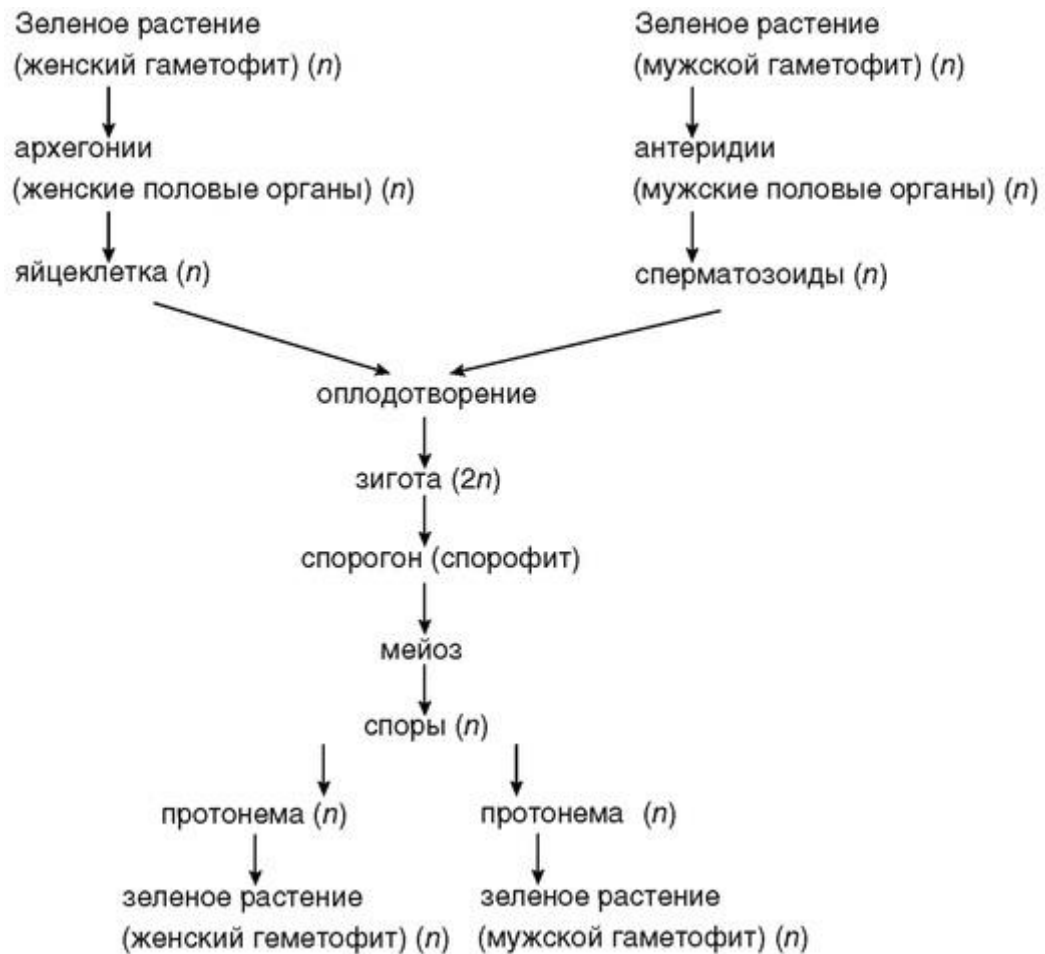 Зеленое растение
(женский гаметофит) (n)
Зеленое растение
(мужской гаметофит) (n)
архегонии
(женские половые органы) (n)
антеридии
(мужские половые органы) (n)
яйцеклетка (n)
сперматозоиды (n)
оплодотворение
зигота (2n)
спорогон (спорофит)
мейоз
споры (n)
протонема (n)
протонема (n)
зеленое растение
(женский геметофит) (n)
зеленое растение
(мужской гаметофит) (n)